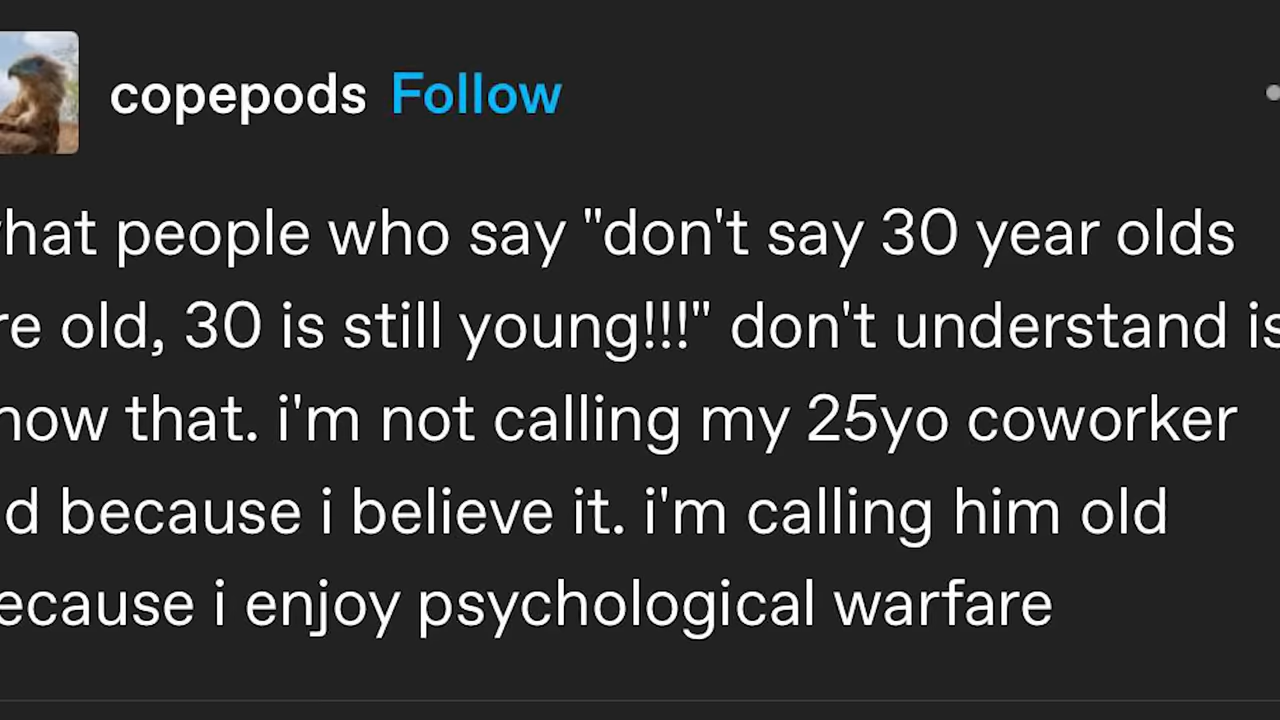 copepods Follow
what people who say "don't say 30 year olds
re old, 30 is still young!!!" don't understand is
now that. i'm not calling my 25yo coworker
d because i believe it. i'm calling him old
ecause i enjoy psychological warfare